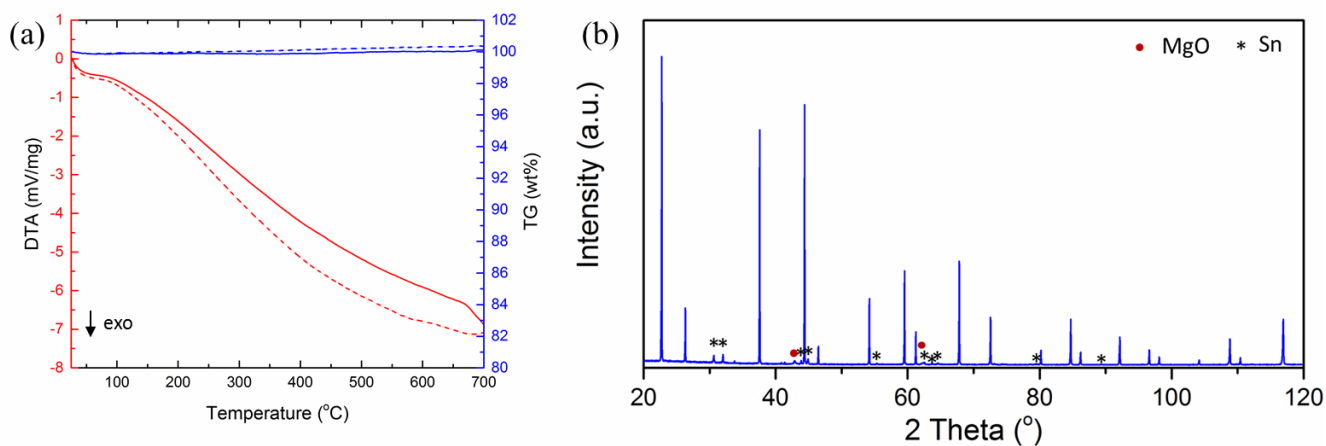 (a)
DTA (mV/mg)
1
0
-1
-2
-3
-4
-5
-6
-7
-8
exo
100 200 300 400 500 600 700
Temperature (°C)
102
100
98
96
94
92
90
88
86
84
82
80
TG (wt%)
(b)
Intensity (a.u.)
MgO * Sn
** * * * * * * * *
20 40 60 80 100 120
2 Theta (°)